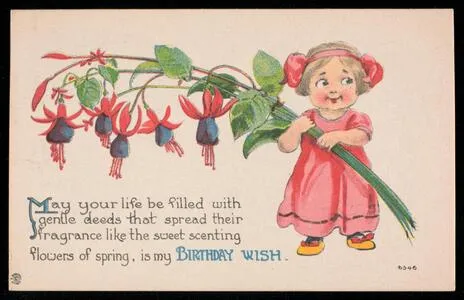 May your life be filled with
gentle deeds that spread their
fragrance like the sweet scenting
flowers of spring, is my BIRTHDAY WISH.